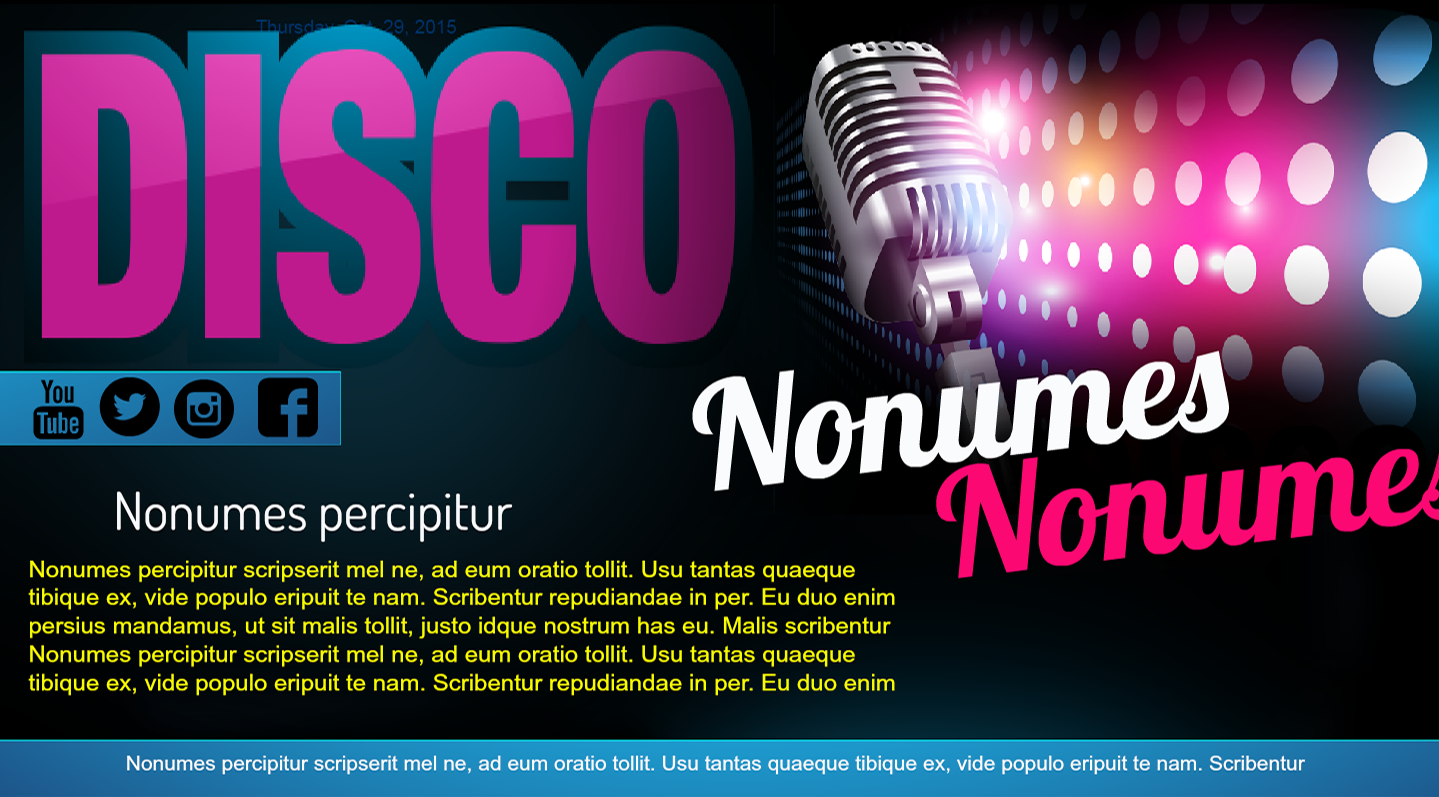 Thursday, Oct. 29, 2015
DISCO
You
Tube
Nonumes
Nonumes
Nonumes percipitur
Nonumes percipitur scripserit mel ne, ad eum oratio tollit. Usu tantas quaeque
tibique ex, vide populo eripuit te nam. Scribentur repudiandae in per. Eu duo enim
persius mandamus, ut sit malis tollit, justo idque nostrum has eu. Malis scribentur
Nonumes percipitur scripserit mel ne, ad eum oratio tollit. Usu tantas quaeque
tibique ex, vide populo eripuit te nam. Scribentur repudiandae in per. Eu duo enim
Nonumes percipitur scripserit mel ne, ad eum oratio tollit. Usu tantas quaeque tibique ex, vide populo eripuit te nam. Scribentur